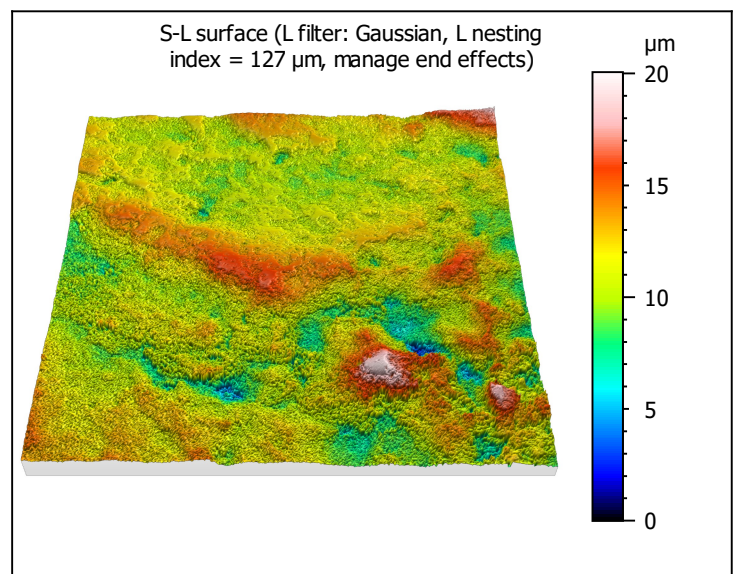 S-L surface (L filter: Gaussian, L nesting
index = 127 µm, manage end effects)
µm
20
15
10
5
0